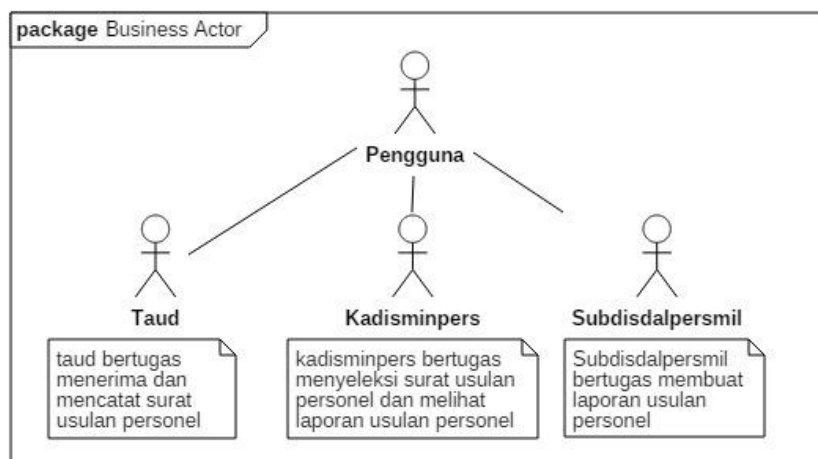 package Business Actor
Pengguna
Taud
Kadisminpers
Subdisdalpersmil
taud bertugas
menerima dan
mencatat surat
usulan personel
kadisminpers bertugas
menyeleksi surat usulan
personel dan melihat
laporan usulan personel
Subdisdalpersmil
bertugas membuat
laporan usulan
personel